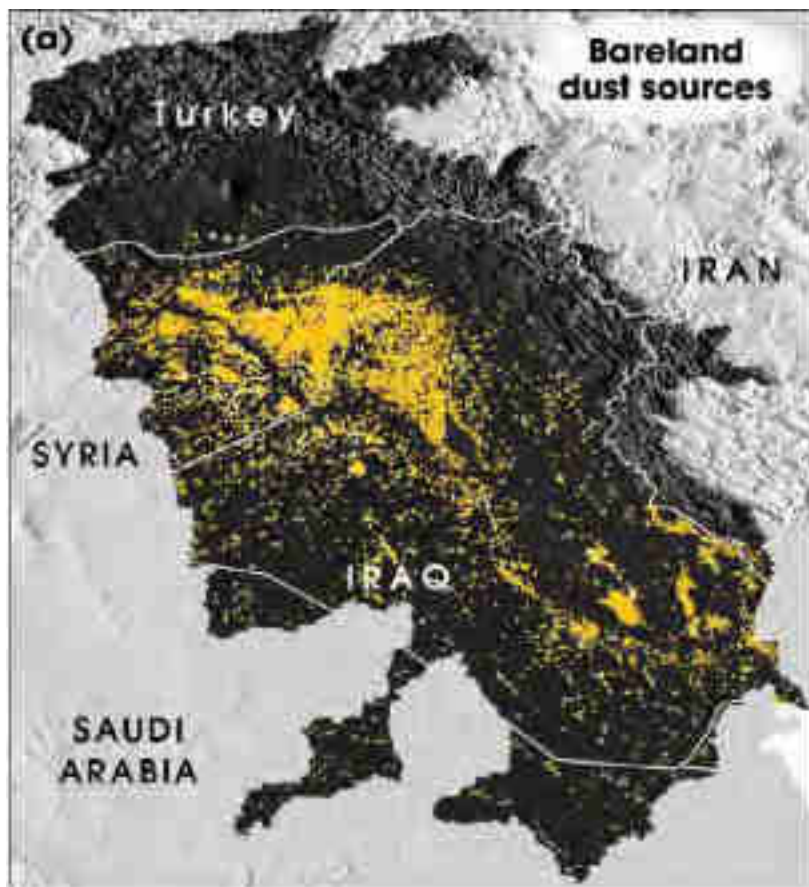 (a)
Bareland
dust sources
Turkey
IRAN
SYRIA
IRAQ
SAUDI
ARABIA